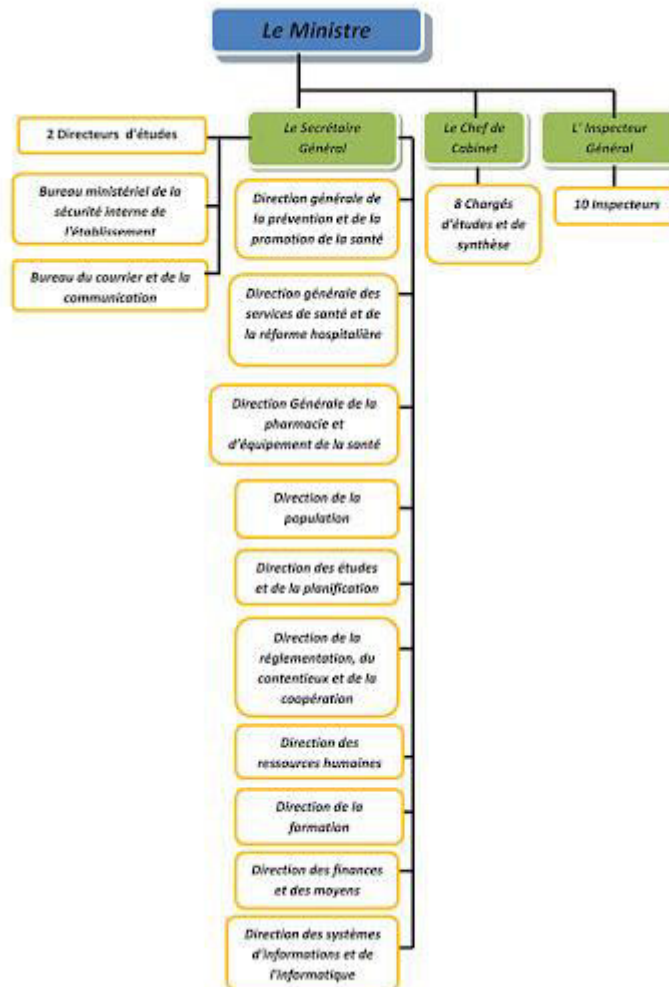 Le Ministre
2 Directeurs d'études
Bureau ministériel de la
sécurité interne de
l'établissement
Bureau du courrier et de la
communication
Le Secrétaire
Général
Direction générale de
la prévention et de la
promotion de la santé
Direction générale des
services de santé et de
la réforme hospitalière
Direction Générale de la
pharmacie et
d'équipement de la santé
Direction de la
population
Direction des études
et de la planification
Direction de la
réglementation, du
contentieux et de la
coopération
Direction des
ressources humaines
Direction de la
formation
Direction des finances
et des moyens
Direction des systèmes
d'informations et de
l'informatique
Le Chef de
Cabinet
8 Chargés
d'études et de
synthèse
L' Inspecteur
Général
10 Inspecteurs